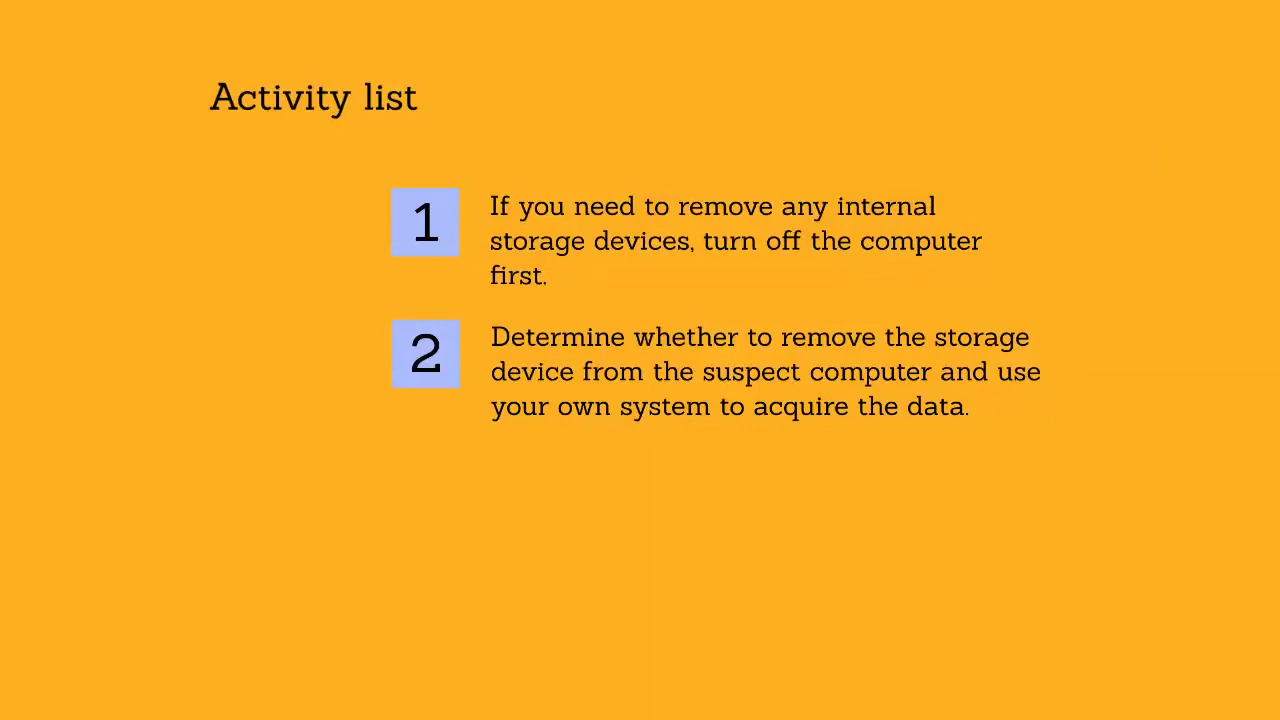 Activity list
1
If you need to remove any internal
storage devices, turn off the computer
first.
2
Determine whether to remove the storage
device from the suspect computer and use
your own system to acquire the data.